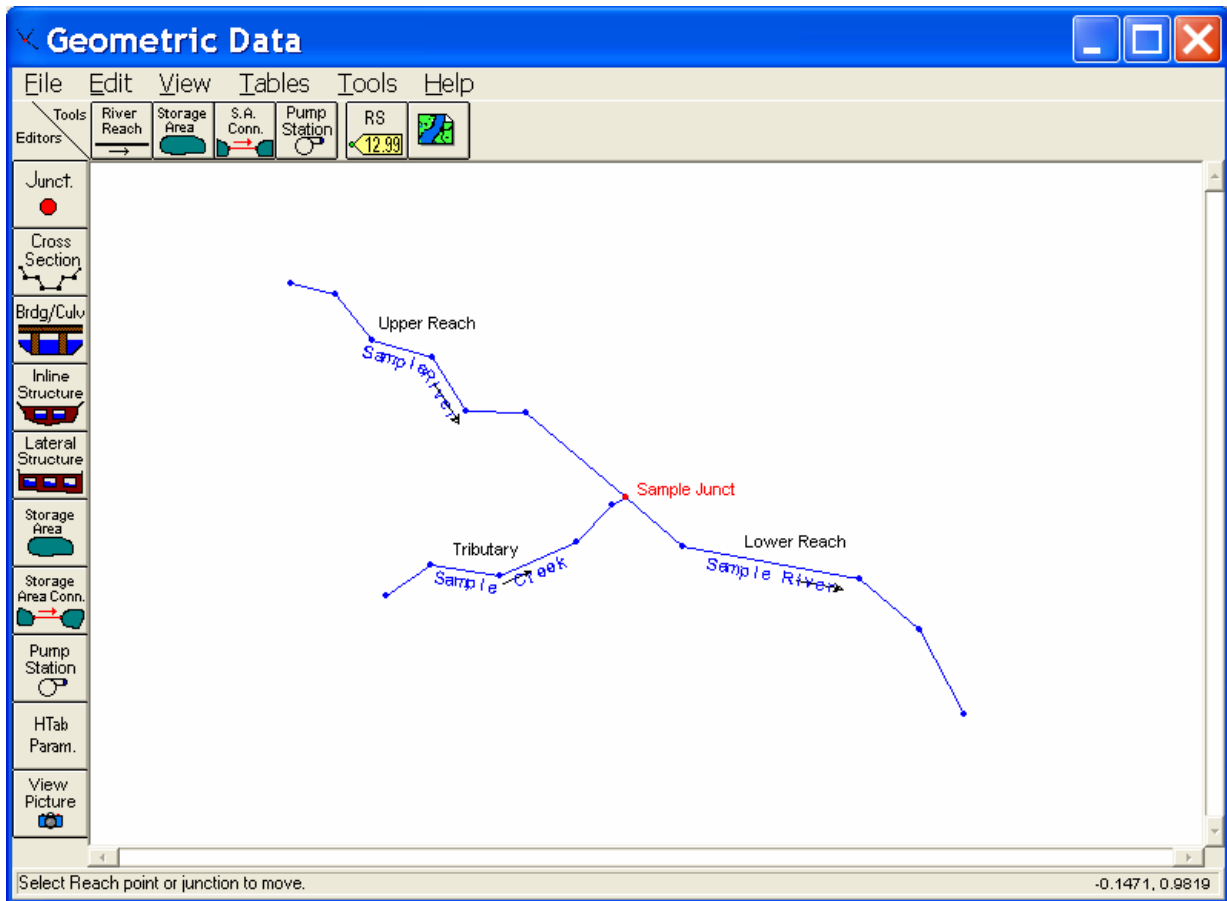 Geometric Data
File Edit View Tables Tools Help
Tools
Editors
River
Reach
Storage
Area
S.A.
Conn.
Pump
Station
RS
12.99
Junct.
Cross
Section
Brdg/Culv
Inline
Structure
Lateral
Structure
Storage
Area
Storage
Area Conn.
Pump
Station
HTab
Param.
View
Picture
Upper Reach
Sample River
Sample Junct
Tributary
Sample Creek
Lower Reach
Sample River
Select Reach point or junction to move.
-0.1471, 0.9819